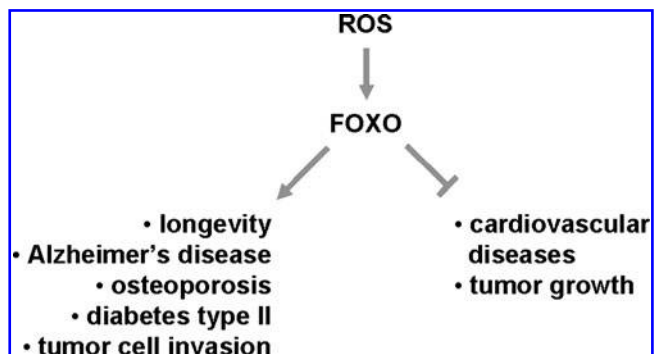 ROS
FOXO
• longevity
• Alzheimer's disease
• osteoporosis
• diabetes type II
• tumor cell invasion
• cardiovascular
diseases
• tumor growth